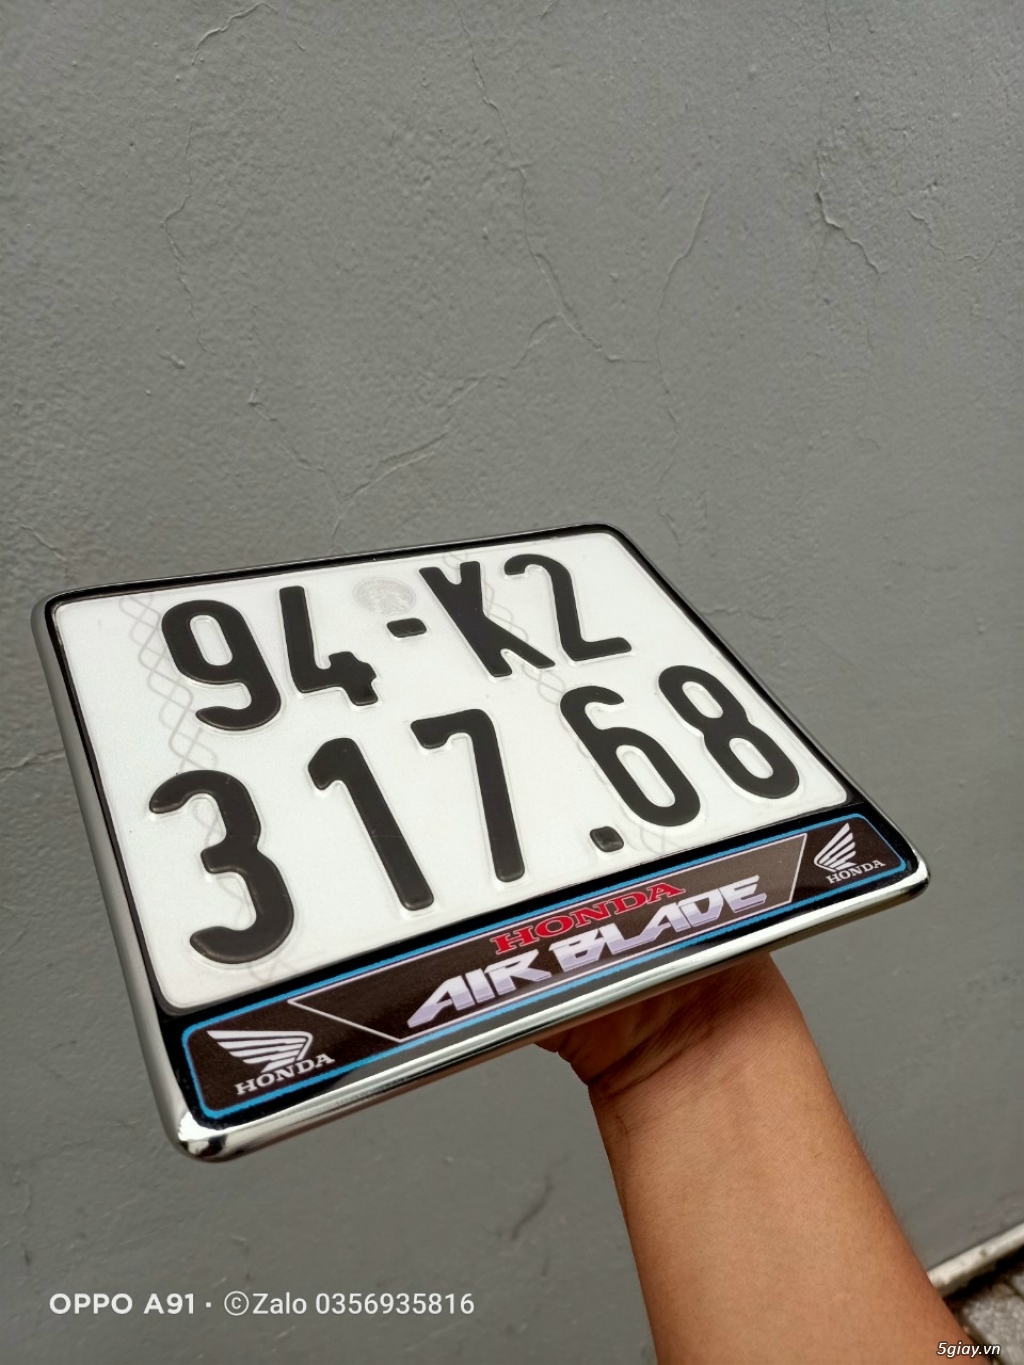 94-K2
317.68
HONDA
AIR BLADE
HONDA
HONDA
OPPO A91 · ©Zalo 0356935816
5giay.vn